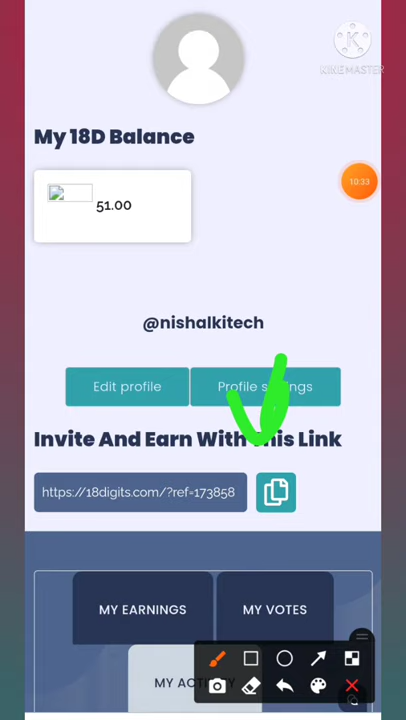 KINEMASTER
My 18D Balance
51.00
10:33
@nishalkitech
Edit profile
Profile settings
Invite And Earn With This Link
https://18digits.com/?ref=173858
MY EARNINGS
MY VOTES
MY ACTIVITY